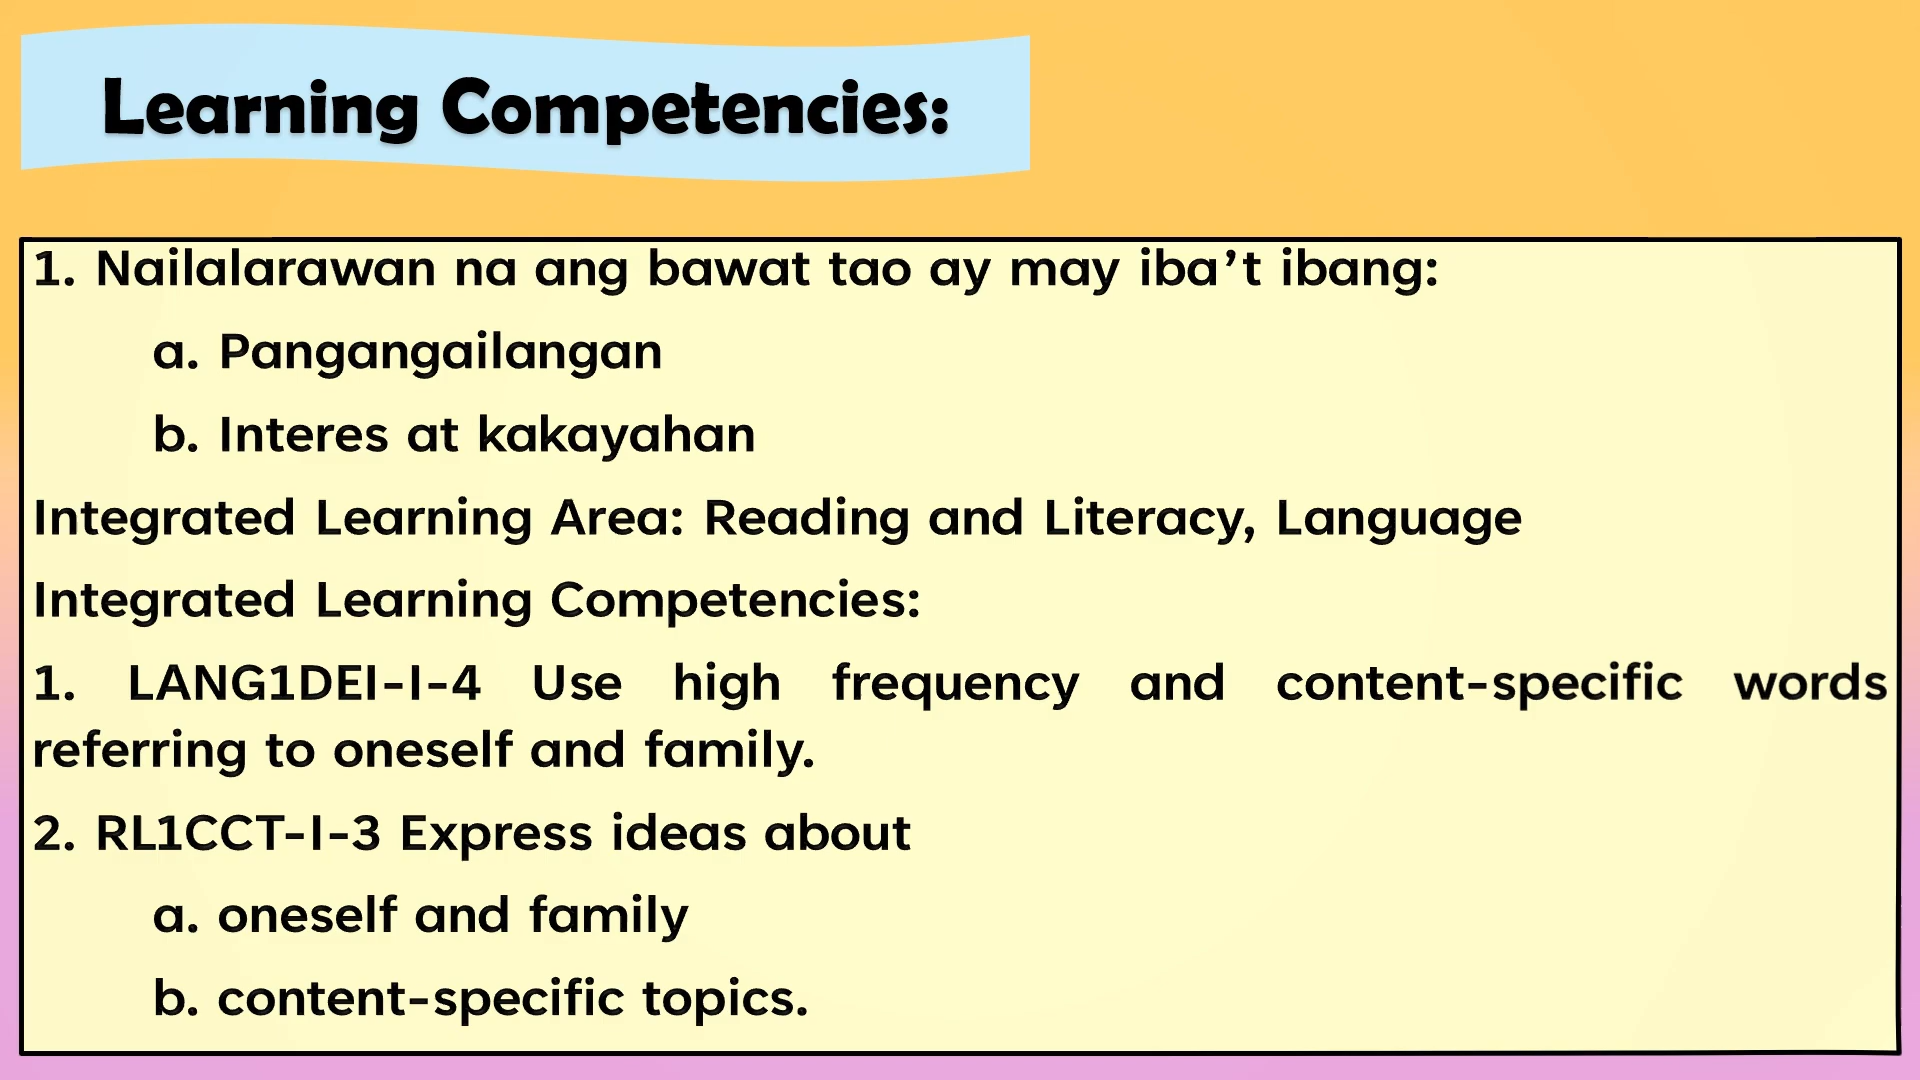 Learning Competencies:
1. Nailalarawan na ang bawat tao ay may iba’t ibang:
a. Pangangailangan
b. Interes at kakayahan
Integrated Learning Area: Reading and Literacy, Language
Integrated Learning Competencies:
1. LANG1DEI-I-4 Use high frequency and content-specific words
referring to oneself and family.
2. RL1CCT-I-3 Express ideas about
a. oneself and family
b. content-specific topics.